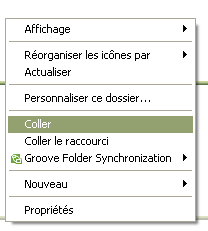 Affichage
Réorganiser les icônes par
Actualiser
Personnaliser ce dossier...
Coller
Coller le raccourci
Groove Folder Synchronization
Nouveau
Propriétés